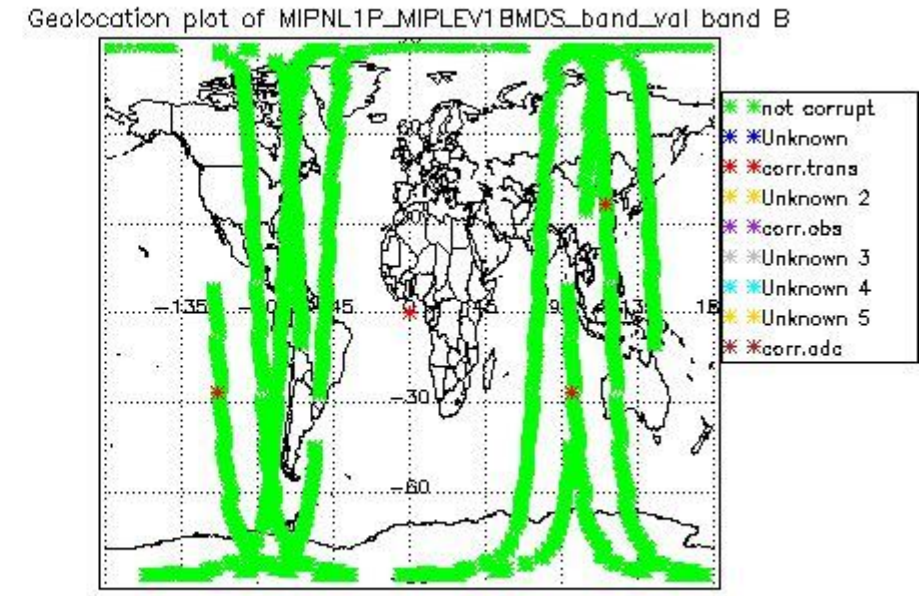 Geolocation plot of MIPNL1P_MIPLEV1BMDS_band_val band B
60
-135
45
-30
-60
not corrupt
Unknown
corr.trans
Unknown 2
corr.obs
Unknown 3
Unknown 4
Unknown 5
corr.adc